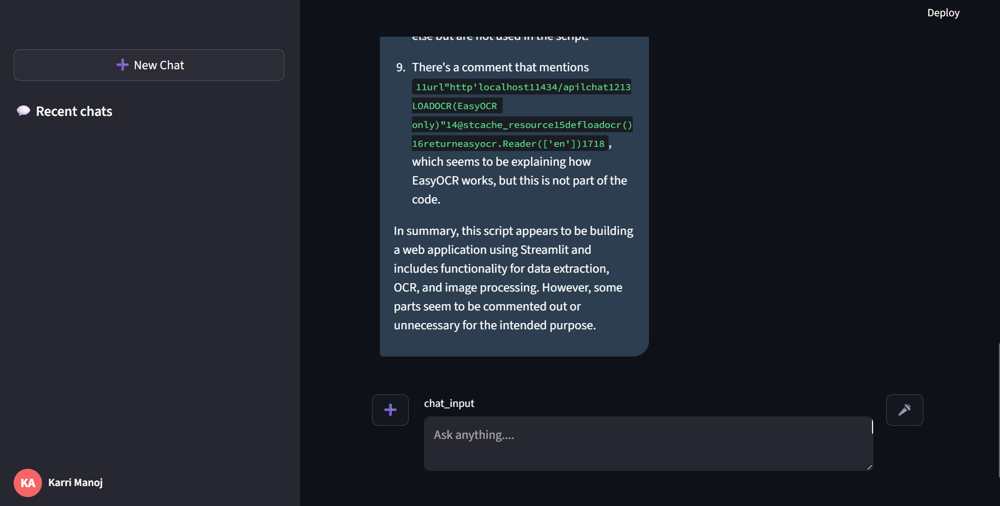 Deploy
New Chat
Recent chats
else but are not used in the script.
9. There's a comment that mentions
11url"http'localhost11434/apilchat1213
LOADOCR(EasyOCR
only)"14@stcache_resource15defloadocr()
16returneasyocr.Reader(['en'])1718,
which seems to be explaining how
EasyOCR works, but this is not part of the
code.
In summary, this script appears to be building
a web application using Streamlit and
includes functionality for data extraction,
OCR, and image processing. However, some
parts seem to be commented out or
unnecessary for the intended purpose.
chat_input
Ask anything....
KA
Karri Manoj